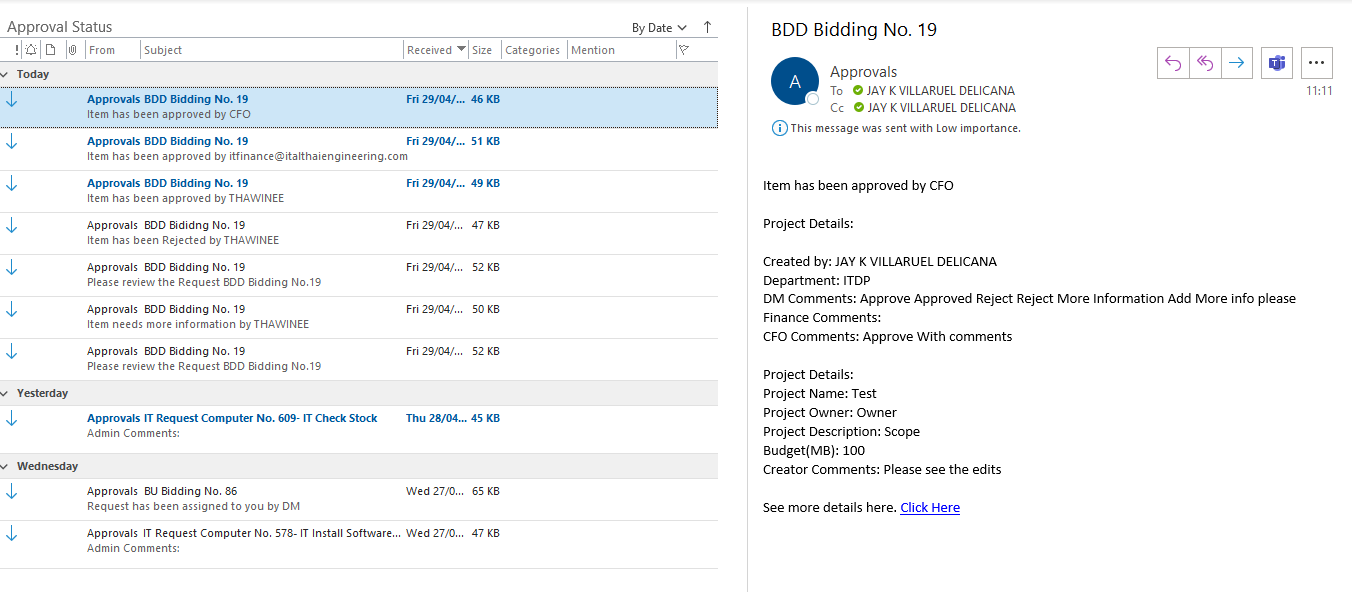 Approval Status
By Date
! From Subject Received Size Categories Mention
Today
Approvals BDD Bidding No. 19 Fri 29/04/... 46 KB
Item has been approved by CFO
Approvals BDD Bidding No. 19 Fri 29/04/... 51 KB
Item has been approved by itfinance@italthaiengineering.com
Approvals BDD Bidding No. 19 Fri 29/04/... 49 KB
Item has been approved by THAWINEE
Approvals BDD Bididng No. 19 Fri 29/04/... 47 KB
Item has been Rejected by THAWINEE
Approvals BDD Bidding No. 19 Fri 29/04/... 52 KB
Please review the Request BDD Bidding No.19
Approvals BDD Bidding No. 19 Fri 29/04/... 50 KB
Item needs more information by THAWINEE
Approvals BDD Bidding No. 19 Fri 29/04/... 52 KB
Please review the Request BDD Bidding No.19
Yesterday
Approvals IT Request Computer No. 609- IT Check Stock Thu 28/04... 45 KB
Admin Comments:
Wednesday
Approvals BU Bidding No. 86 Wed 27/0... 65 KB
Request has been assigned to you by DM
Approvals IT Request Computer No. 578- IT Install Software... Wed 27/0... 47 KB
Admin Comments:
BDD Bidding No. 19
A
Approvals
To JAY K VILLARUEL DELICANA
Cc JAY K VILLARUEL DELICANA
11:11
This message was sent with Low importance.
Item has been approved by CFO
Project Details:
Created by: JAY K VILLARUEL DELICANA
Department: ITDP
DM Comments: Approve Approved Reject Reject More Information Add More info please
Finance Comments:
CFO Comments: Approve With comments
Project Details:
Project Name: Test
Project Owner: Owner
Project Description: Scope
Budget(MB): 100
Creator Comments: Please see the edits
See more details here. Click Here